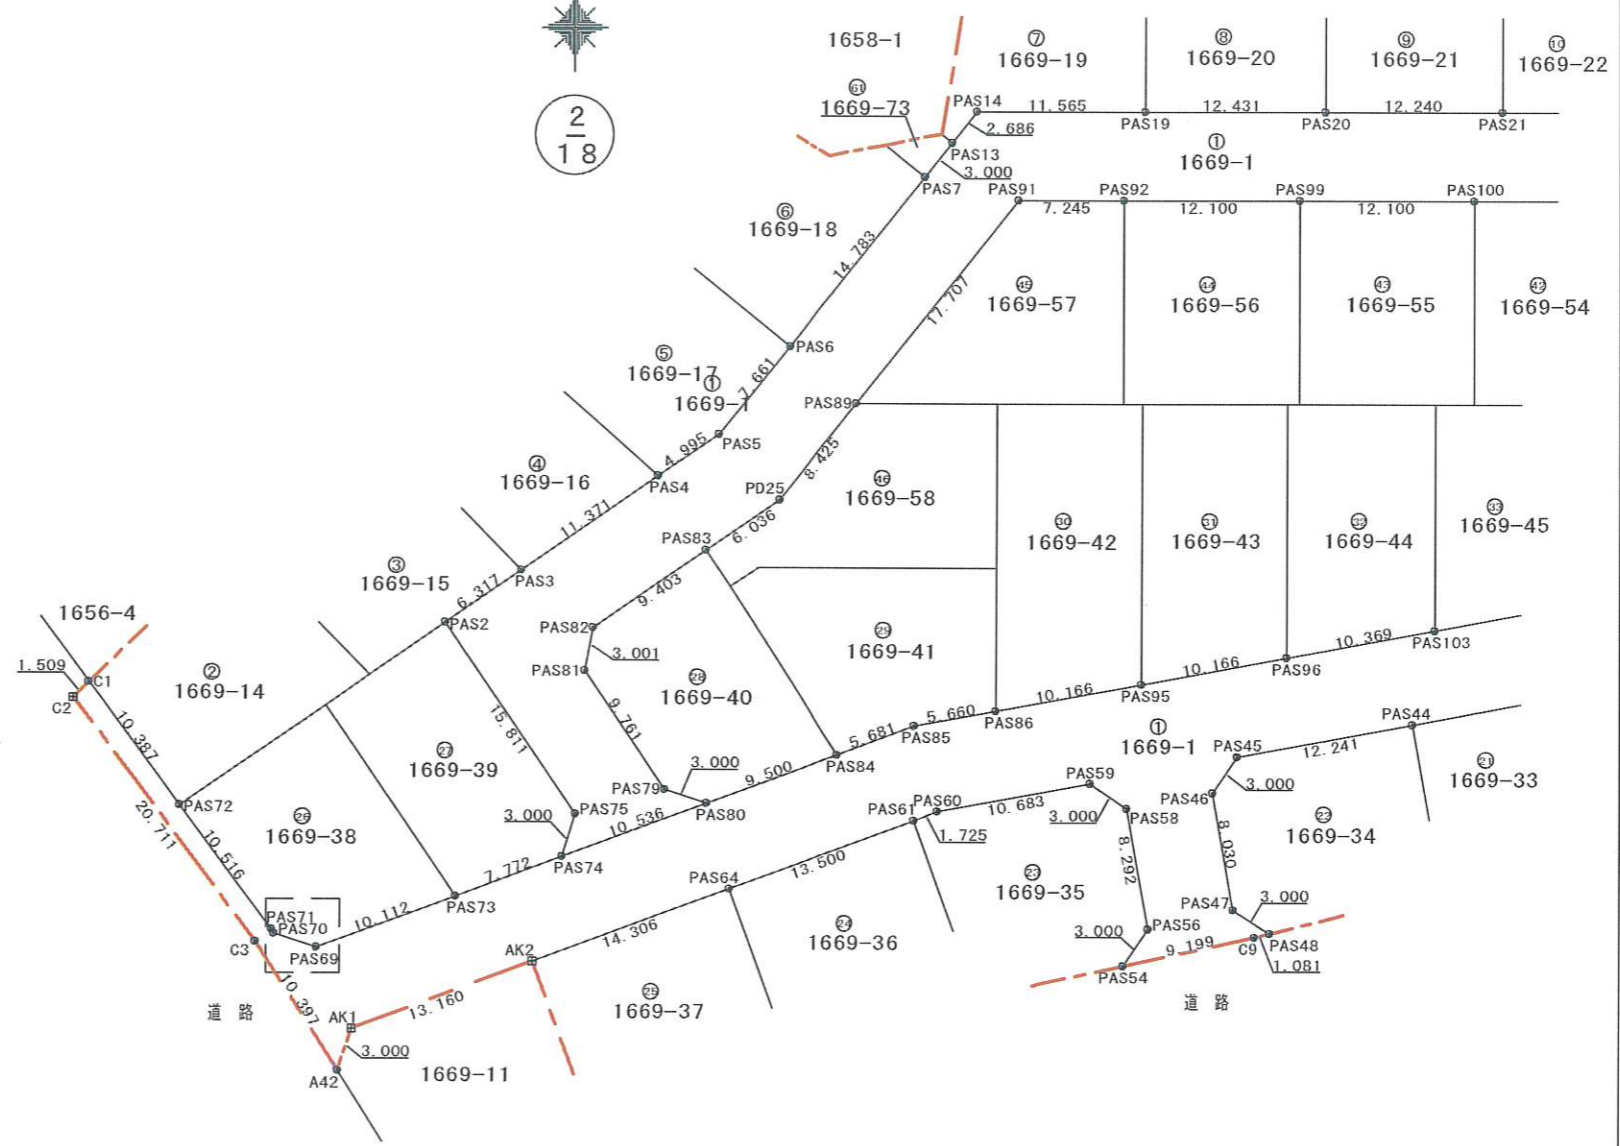 2
18
1658-1
⑦
1669-19
⑧
1669-20
⑨
1669-21
⑩
1669-22
61
1669-73
PAS14
11.565
12.431
12.240
PAS19
PAS20
PAS21
2.686
PAS13
①
1669-1
3.000
PAS7
PAS91
PAS92
PAS99
PAS100
7.245
12.100
12.100
⑥
1669-18
14.783
17.707
㊺
1669-57
㊹
1669-56
㊸
1669-55
㊷
1669-54
PAS6
⑤
1669-17
7.661
①
1669-1
PAS89
PAS5
4.995
8.425
④
1669-16
PAS4
PD25
㊻
1669-58
11.371
6.036
㉚
1669-42
㉛
1669-43
㉜
1669-44
㉝
1669-45
PAS83
③
1669-15
PAS3
9.403
6.317
1656-4
PAS2
PAS82
㉙
1669-41
10.369
PAS103
3.001
1.509
C1
②
1669-14
PAS81
㉘
1669-40
10.166
PAS96
C2
10.387
15.811
9.761
10.166
PAS95
5.660
PAS86
5.681
PAS85
①
1669-1
PAS44
PAS45
12.241
㉗
1669-39
PAS84
㉑
1669-33
3.000
9.500
PAS79
PAS59
PAS46
3.000
PAS72
PAS80
PAS75
PAS61
PAS60
10.683
PAS58
3.000
20.711
㉖
1669-38
3.000
10.536
1.725
1669-34
10.516
7.772
PAS74
13.500
8.292
8.030
PAS64
㉓
1669-35
PAS73
10.112
PAS47
3.000
PAS71
PAS70
14.306
㉔
1669-36
PAS56
3.000
C3
PAS69
AK2
9.199
C9
PAS48
PAS54
1.081
10.397
道路
AK1
13.160
㉕
1669-37
道路
3.000
A42
1669-11